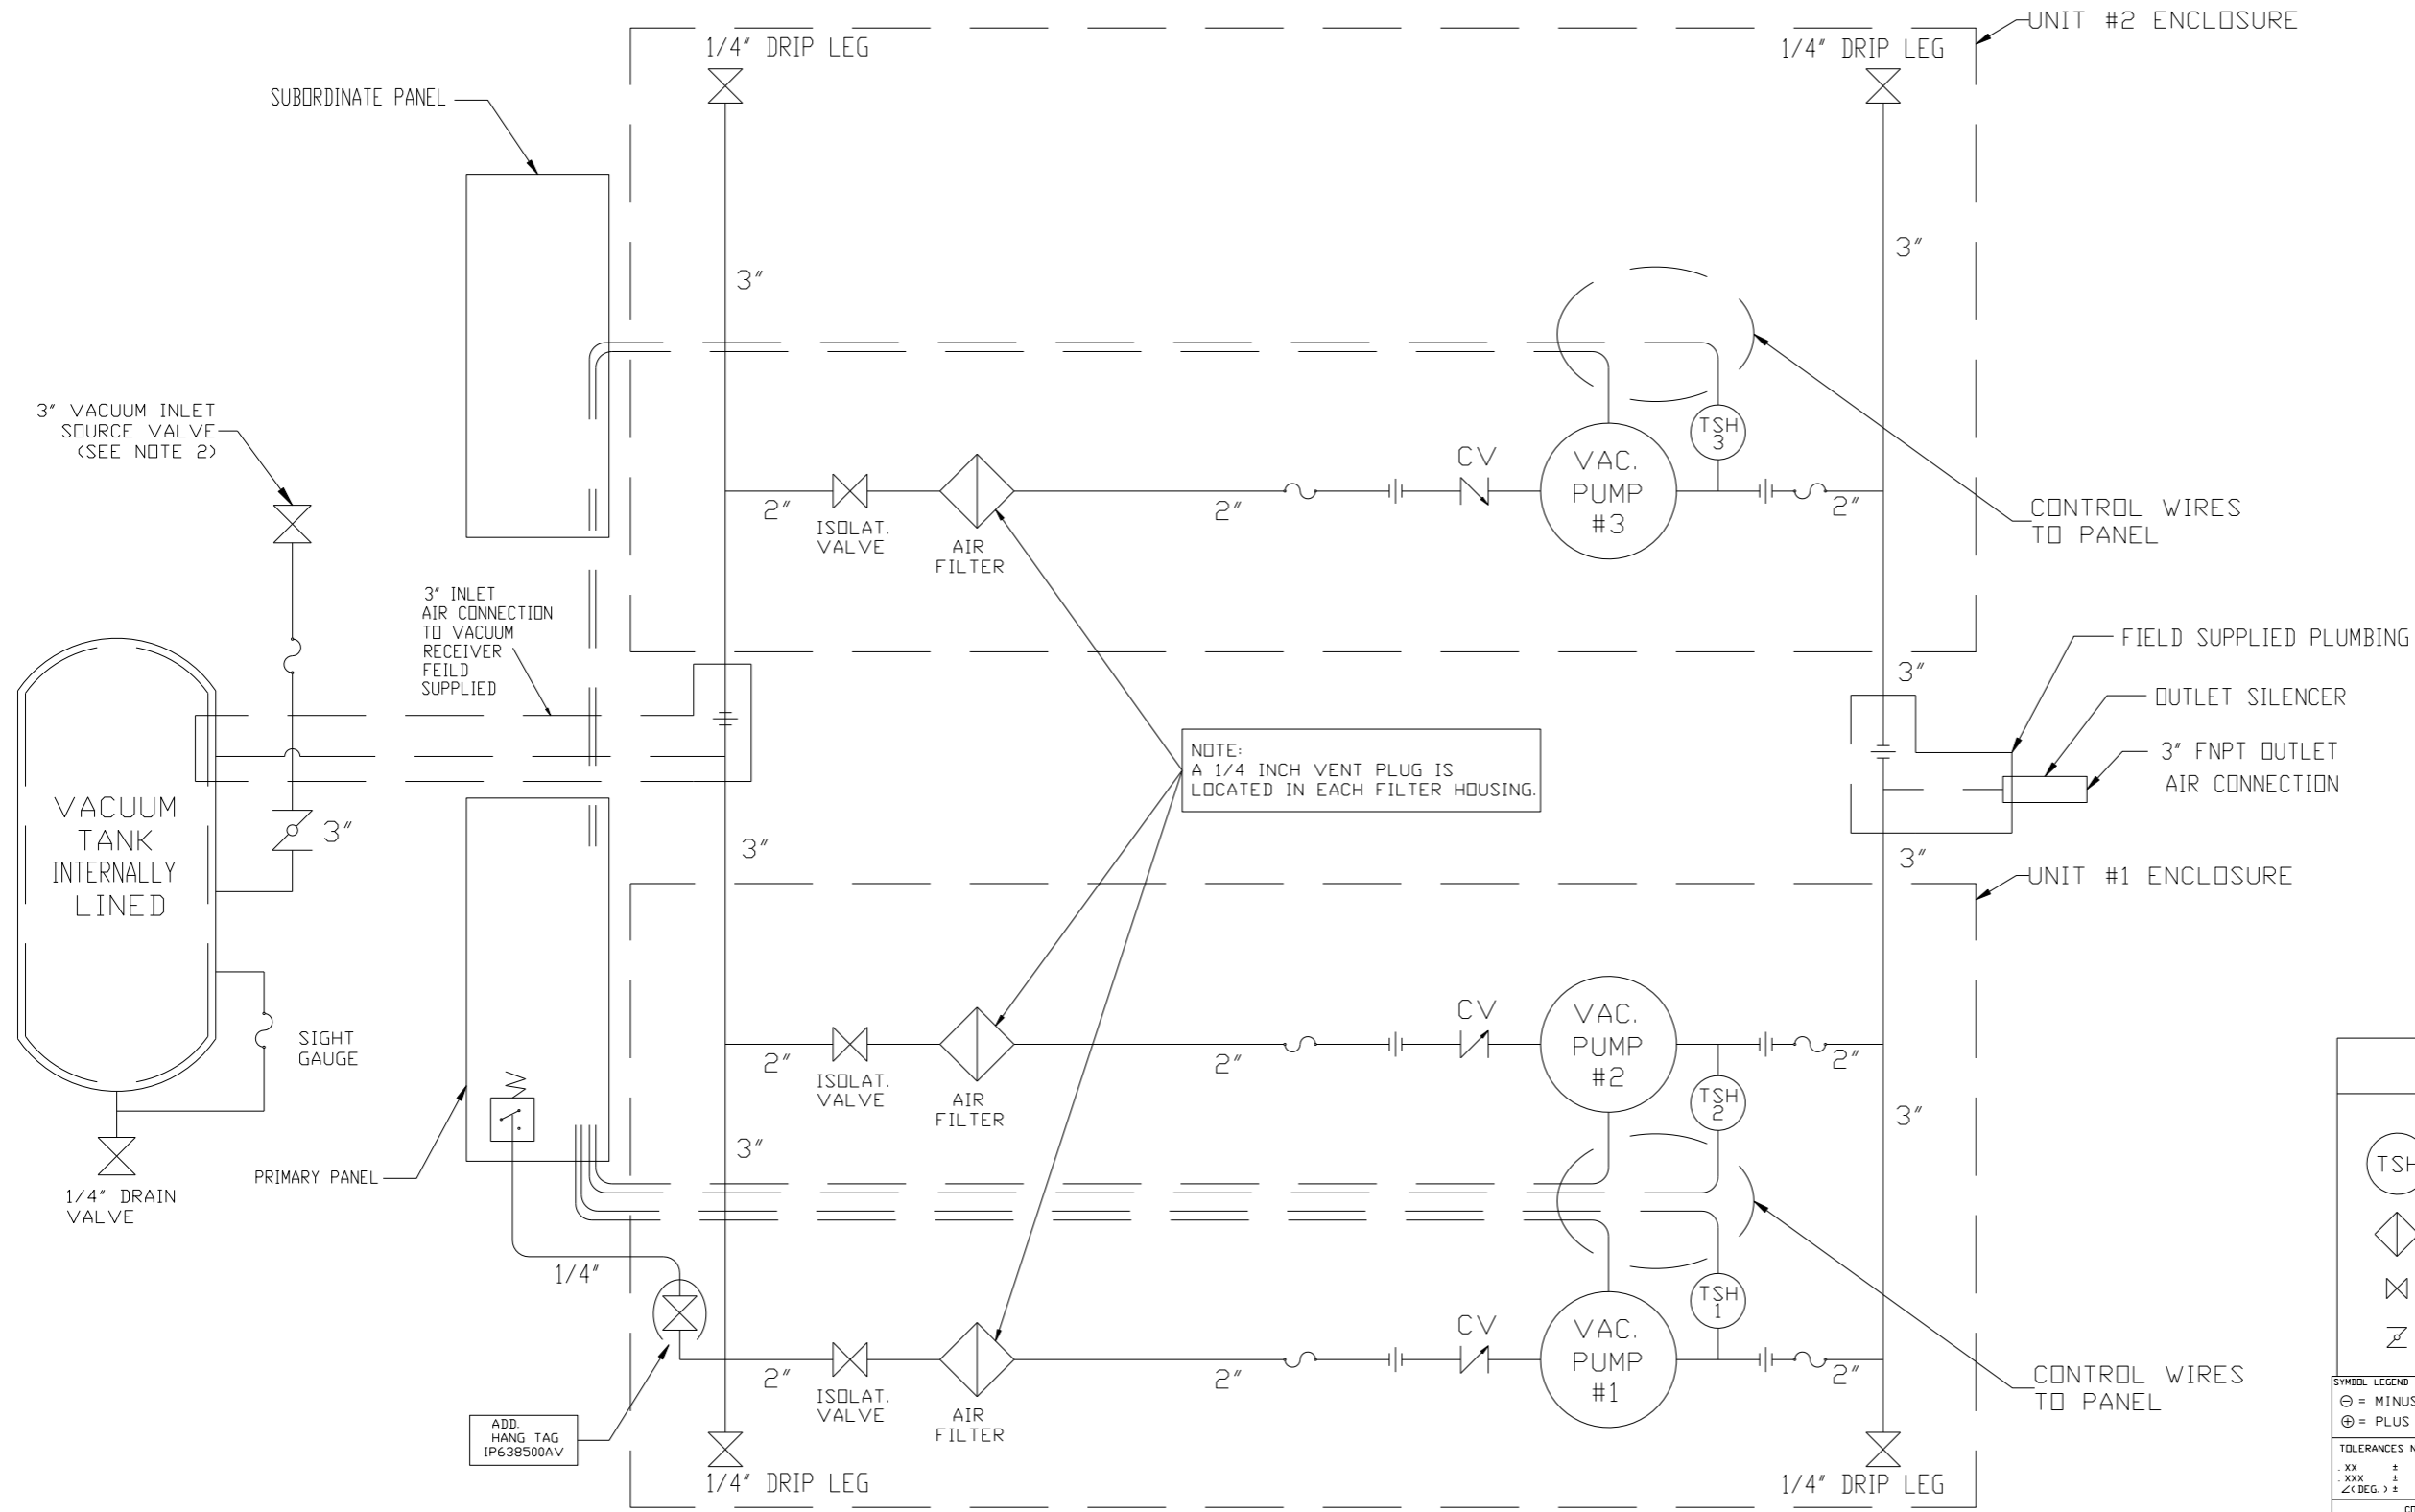 UNIT #2 ENCLOSURE
1/4" DRIP LEG
1/4" DRIP LEG
SUBORDINATE PANEL
3"
3"
3" VACUUM INLET
SOURCE VALVE
(SEE NOTE 2)
TSH
3
CV
VAC.
PUMP
#3
2"
2"
2"
ISOLAT.
VALVE
AIR
FILTER
CONTROL WIRES
TO PANEL
3" INLET
AIR CONNECTION
TO VACUUM
RECEIVER
FEILD
SUPPLIED
FIELD SUPPLIED PLUMBING
3"
OUTLET SILENCER
3" FNPT OUTLET
AIR CONNECTION
NOTE:
A 1/4 INCH VENT PLUG IS
LOCATED IN EACH FILTER HOUSING.
VACUUM
TANK
INTERNALLY
LINED
3"
3"
3"
UNIT #1 ENCLOSURE
SIGHT
GAUGE
CV
VAC.
PUMP
#2
2"
2"
2"
ISOLAT.
VALVE
AIR
FILTER
TSH
2
3"
3"
PRIMARY PANEL
1/4" DRAIN
VALVE
1/4"
TSH
1
CV
VAC.
PUMP
#1
2"
2"
2"
ISOLAT.
VALVE
AIR
FILTER
CONTROL WIRES
TO PANEL
ADD.
HANG TAG
IP638500AV
1/4" DRIP LEG
1/4" DRIP LEG
TSH
SYMBOL LEGEND
⊖ = MINUS
⊕ = PLUS
TOLERANCES
.XX ±
.XXX ±
∠(DEG.) ±